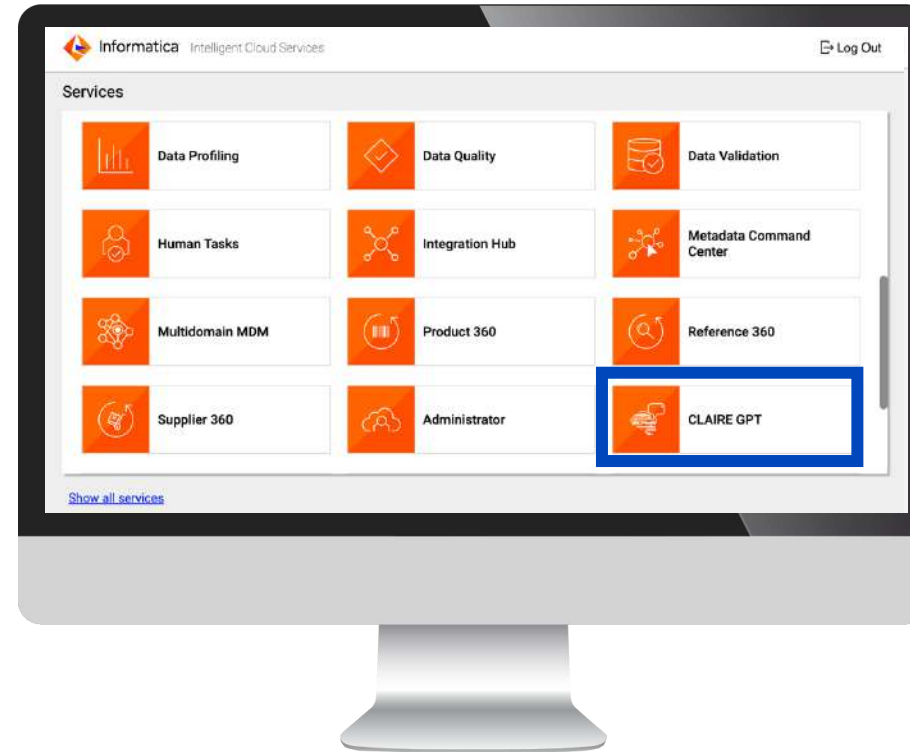 Informatica Intelligent Cloud Services
Log Out
Services
Data Profiling
Data Quality
Data Validation
Human Tasks
Integration Hub
Metadata Command
Center
Multidomain MDM
Product 360
Reference 360
Supplier 360
Administrator
CLAIRE GPT
Show all services